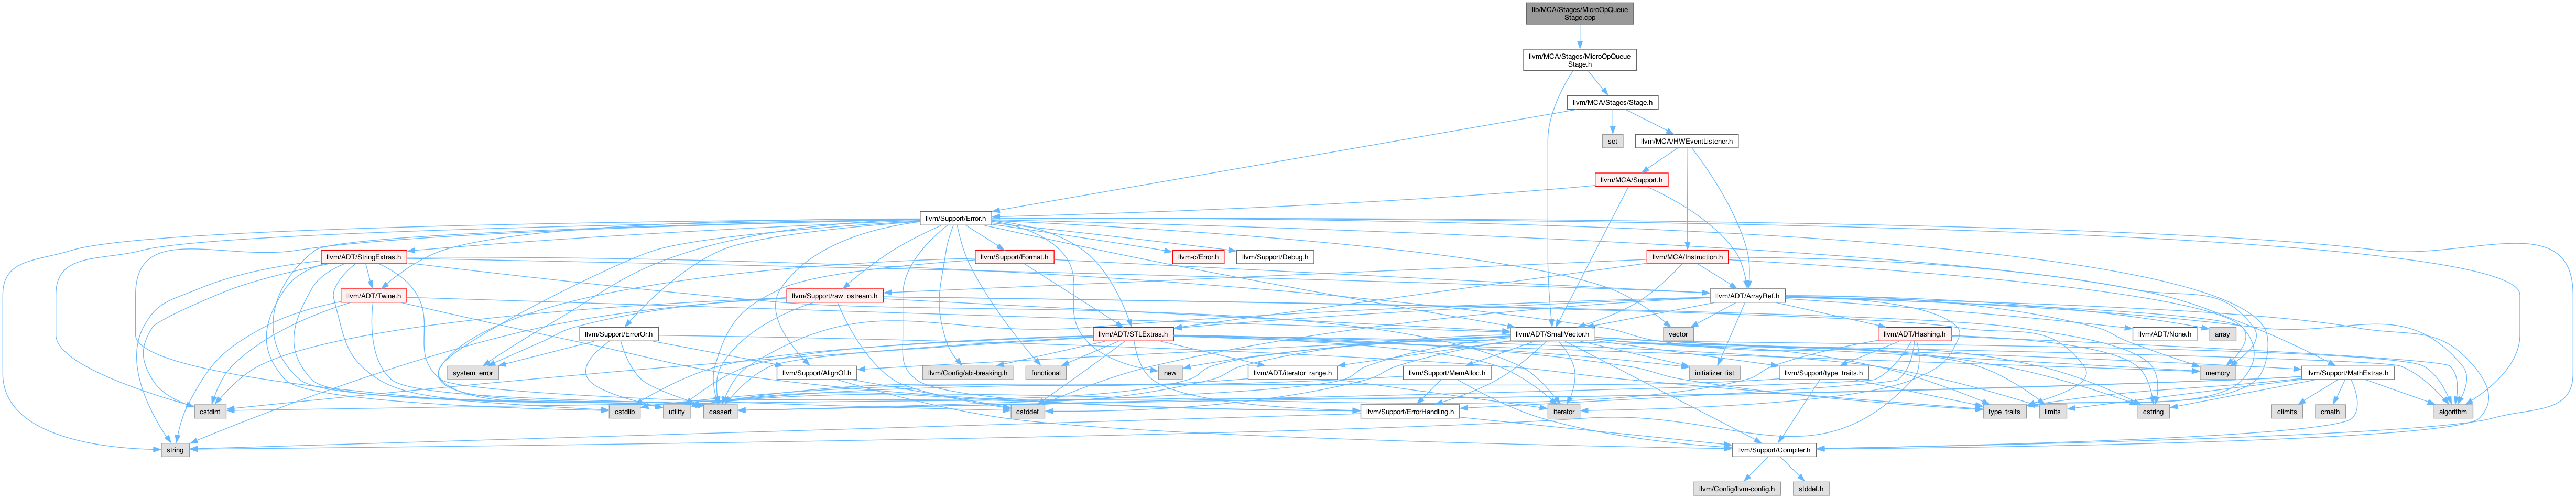 lib/MCA/Stages/MicroOpQueue
Stage.cpp
llvm/MCA/Stages/MicroOpQueue
Stage.h
llvm/MCA/Stages/Stage.h
set
llvm/MCA/HWEventListener.h
llvm/MCA/Support.h
llvm/Support/Error.h
llvm/ADT/StringExtras.h
llvm/Support/Format.h
llvm-c/Error.h
llvm/Support/Debug.h
llvm/MCA/Instruction.h
llvm/ADT/Twine.h
llvm/Support/raw_ostream.h
llvm/ADT/ArrayRef.h
llvm/Support/ErrorOr.h
llvm/ADT/STLExtras.h
llvm/ADT/SmallVector.h
vector
llvm/ADT/Hashing.h
llvm/ADT/None.h
array
system_error
llvm/Support/AlignOf.h
llvm/Config/abi-breaking.h
functional
new
llvm/ADT/iterator_range.h
llvm/Support/MemAlloc.h
initializer_list
llvm/Support/type_traits.h
memory
llvm/Support/MathExtras.h
cstdint
cstdlib
utility
cassert
cstddef
llvm/Support/ErrorHandling.h
iterator
type_traits
limits
cstring
climits
cmath
algorithm
string
llvm/Support/Compiler.h
llvm/Config/llvm-config.h
stddef.h